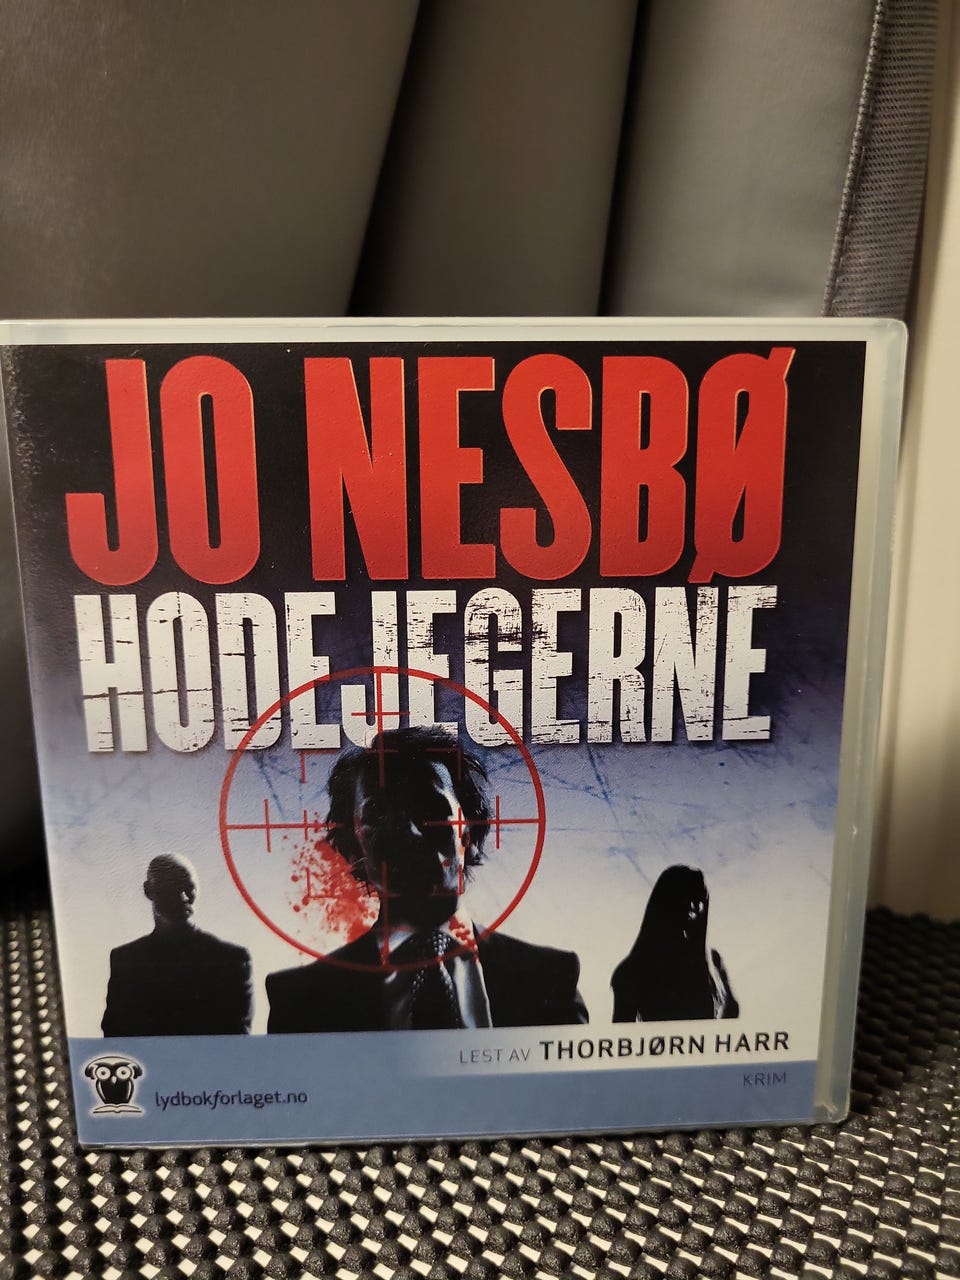 JO NESBØ
HODEJEGERNE
LEST AV THORBJØRN HARR
KRIM
lydbokforlaget.no